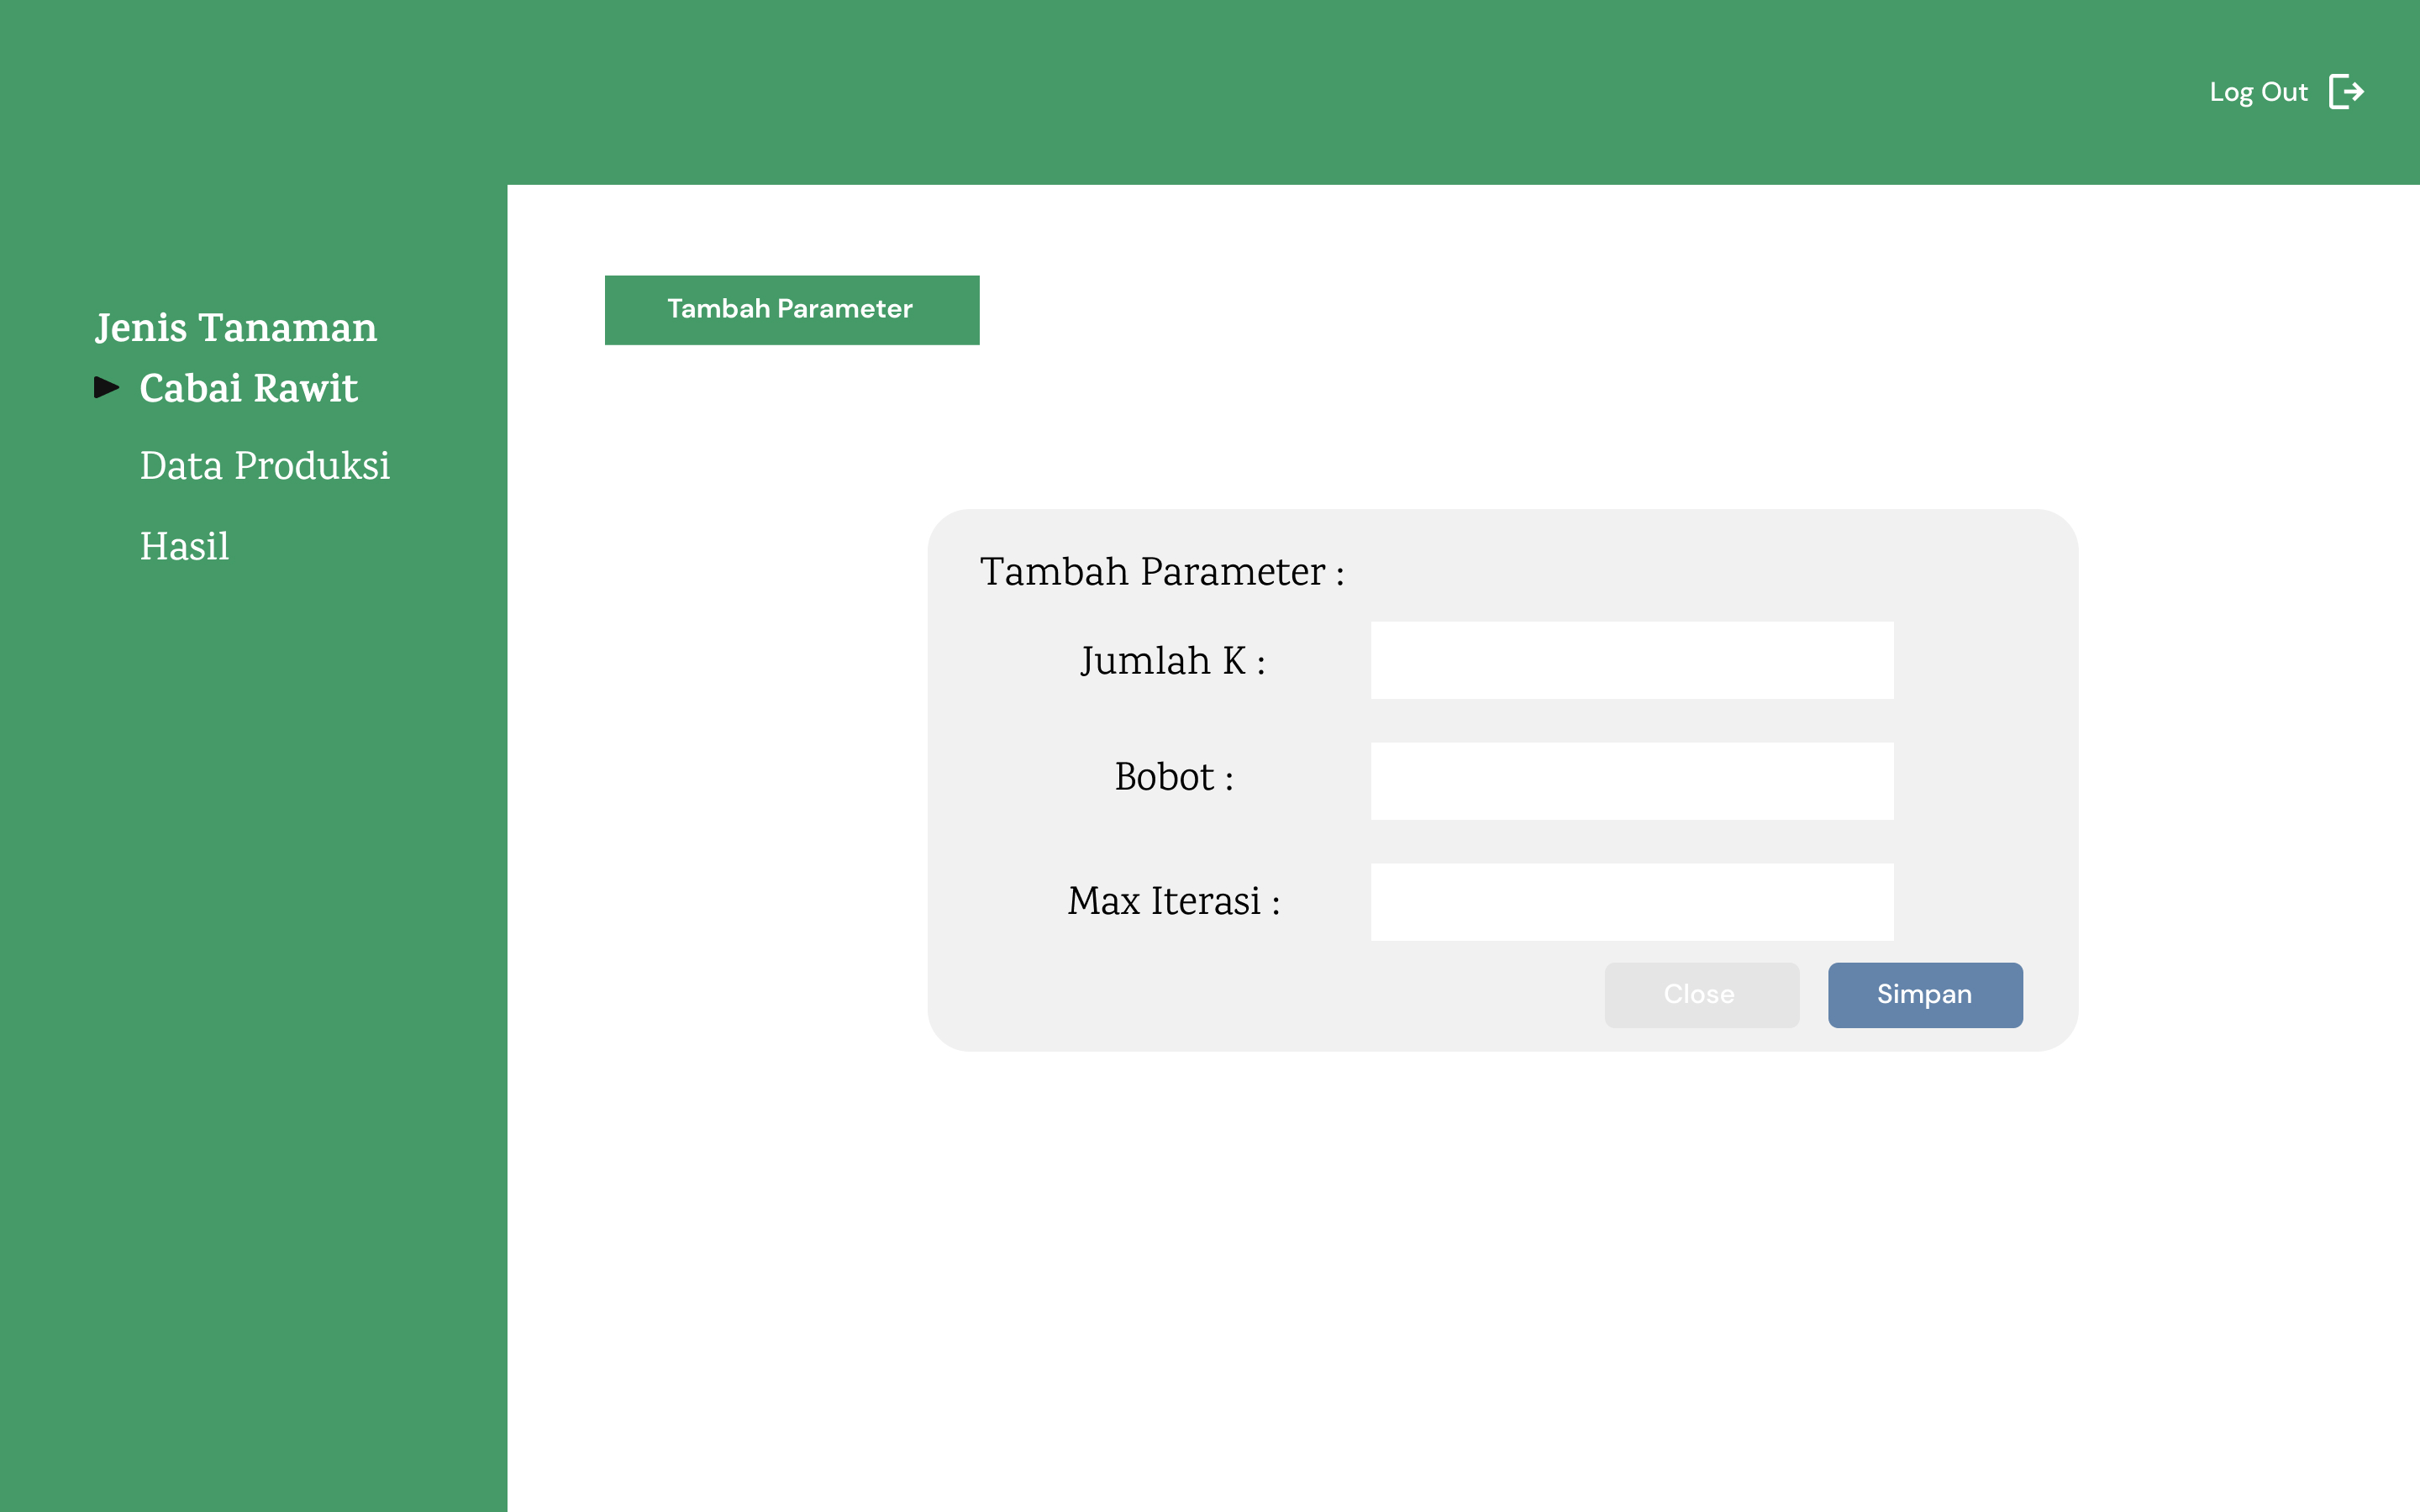 Log Out
Jenis Tanaman
Cabai Rawit
Data Produksi
Hasil
Tambah Parameter
Tambah Parameter :
Jumlah K :
Bobot :
Max Iterasi :
Close
Simpan